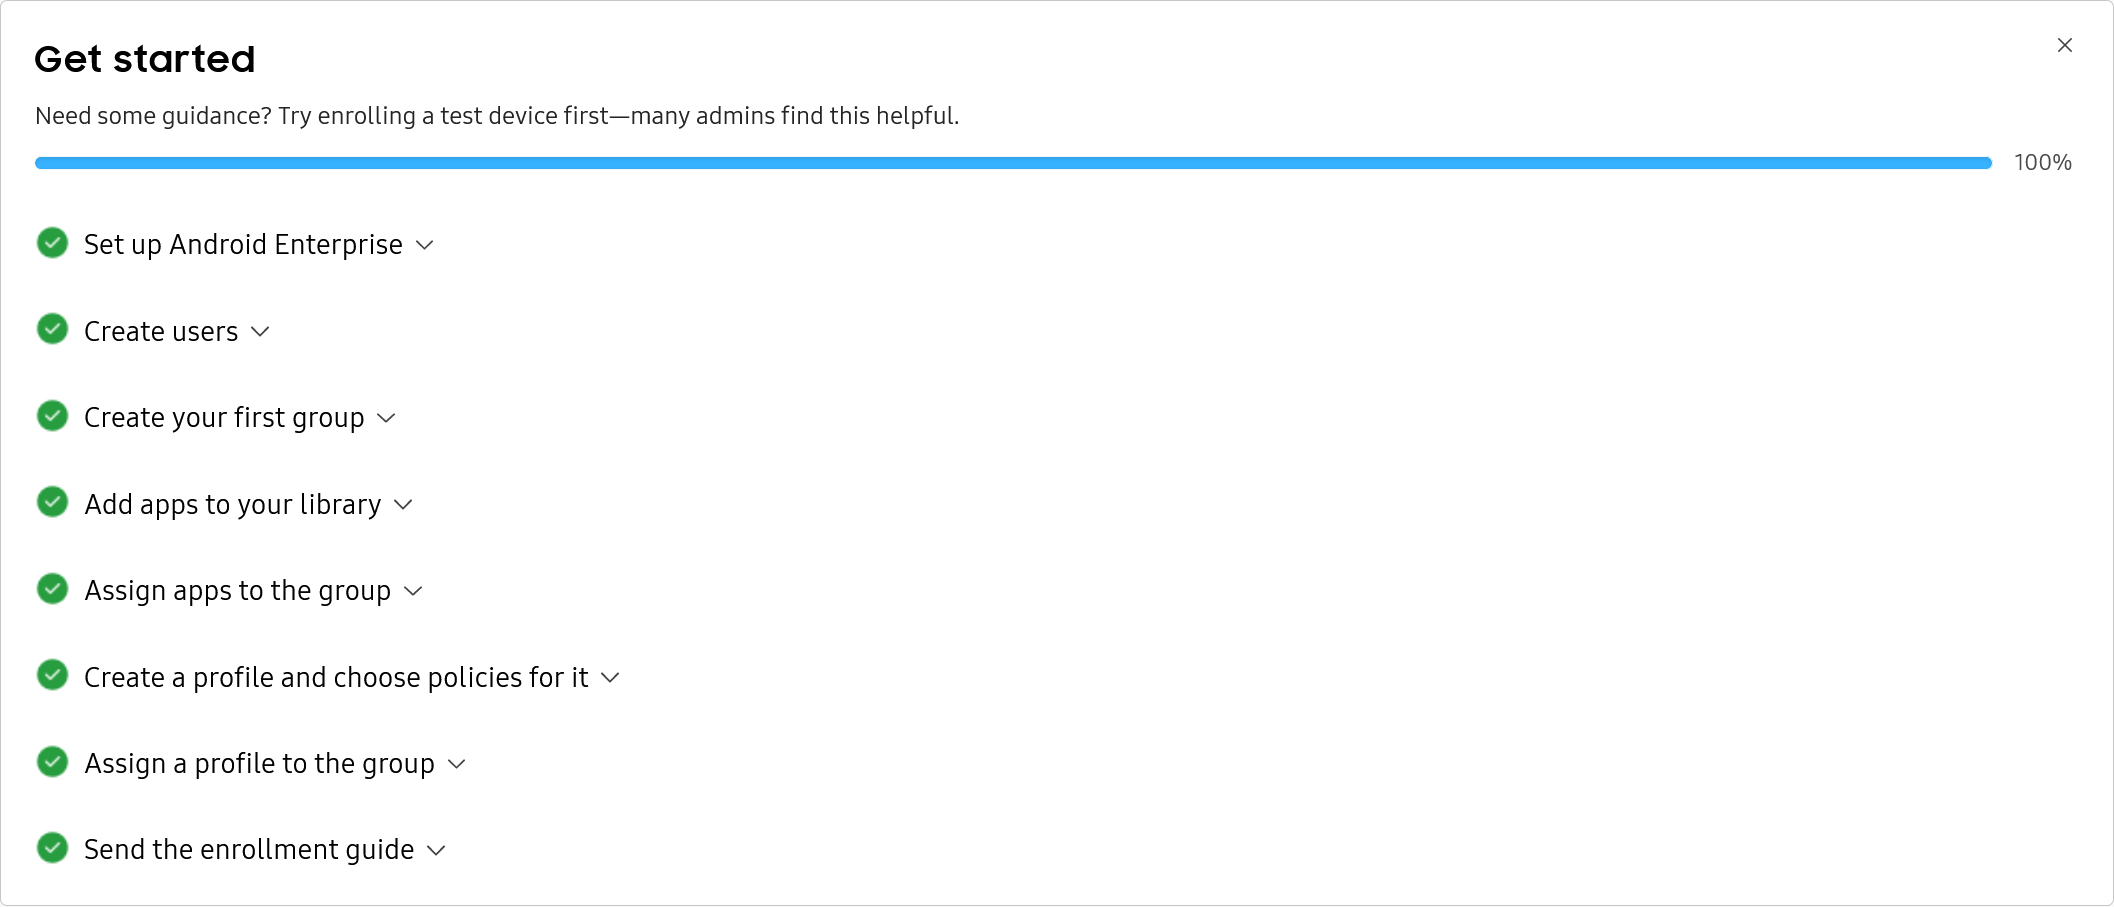 Get started
Need some guidance? Try enrolling a test device first—many admins find this helpful.
100%
Set up Android Enterprise
Create users
Create your first group
Add apps to your library
Assign apps to the group
Create a profile and choose policies for it
Assign a profile to the group
Send the enrollment guide